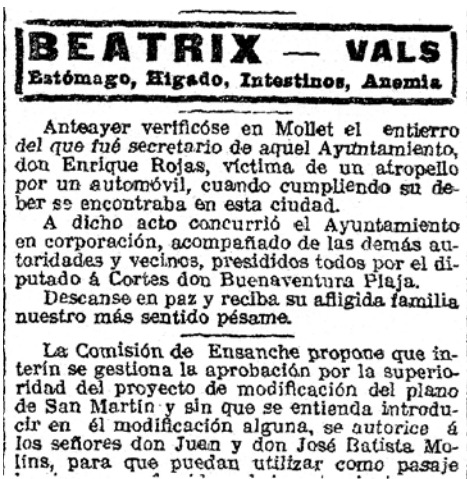 BEATRIX — VALS
Estómago, Hígado, Intestinos, Anemia
Anteayer verificóse en Mollet el entierro
del que fué secretario de aquel Ayuntamiento,
don Enrique Rojas, víctima de un atropello
por un automóvil, cuando cumpliendo su de-
ber se encontraba en esta ciudad.
A dicho acto concurrió el Ayuntamiento
en corporación, acompañado de las demás au-
toridades y vecinos, presididos todos por el di-
putado á Cortes don Buenaventura Plaja.
Descanse en paz y reciba su afligida familia
nuestro más sentido pésame.
La Comisión de Ensanche propone que in-
terín se gestiona la aprobación por la superio-
ridad del proyecto de modificación del plano
de San Martín y sin que se entienda introdu-
cir en él modificación alguna, se autorice á
los señores don Juan y don José Batista Mo-
lins, para que puedan utilizar como pasaje